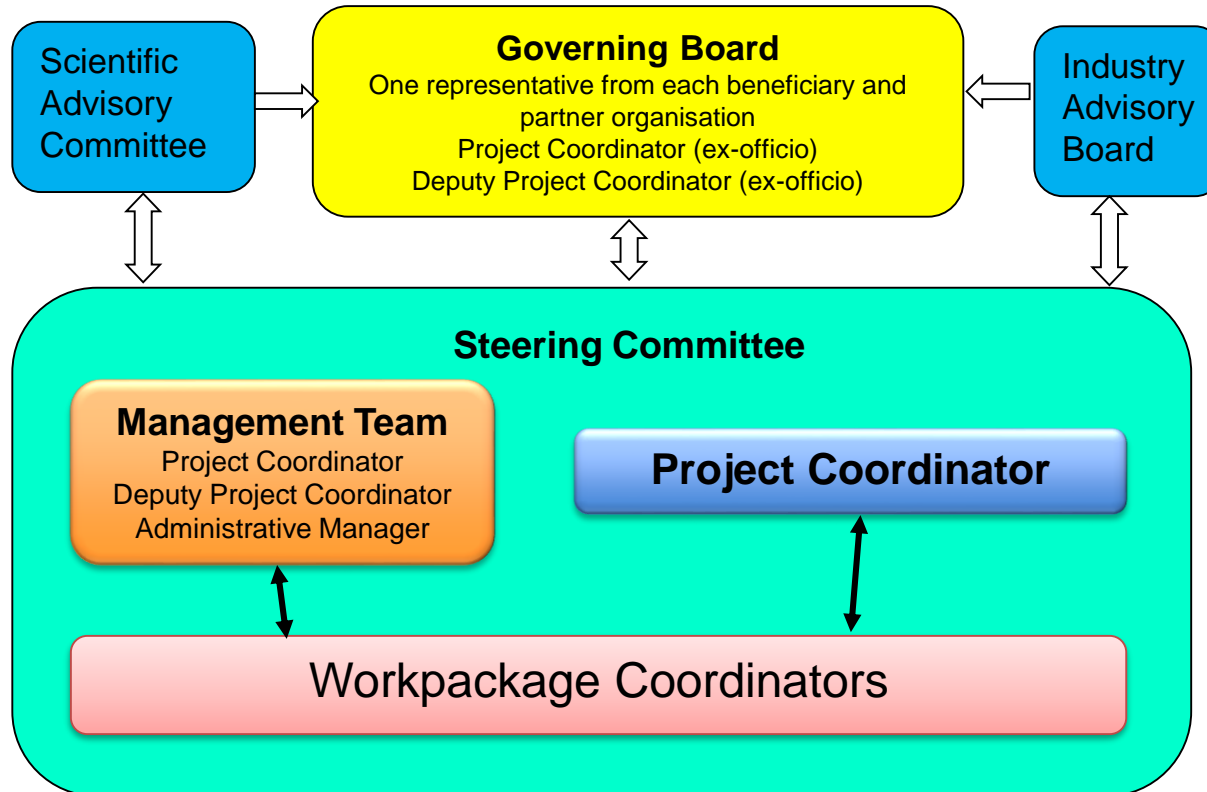 Scientific
Advisory
Committee
Governing Board
One representative from each beneficiary and
partner organisation
Project Coordinator (ex-officio)
Deputy Project Coordinator (ex-officio)
Industry
Advisory
Board
Steering Committee
Management Team
Project Coordinator
Deputy Project Coordinator
Administrative Manager
Project Coordinator
Workpackage Coordinators